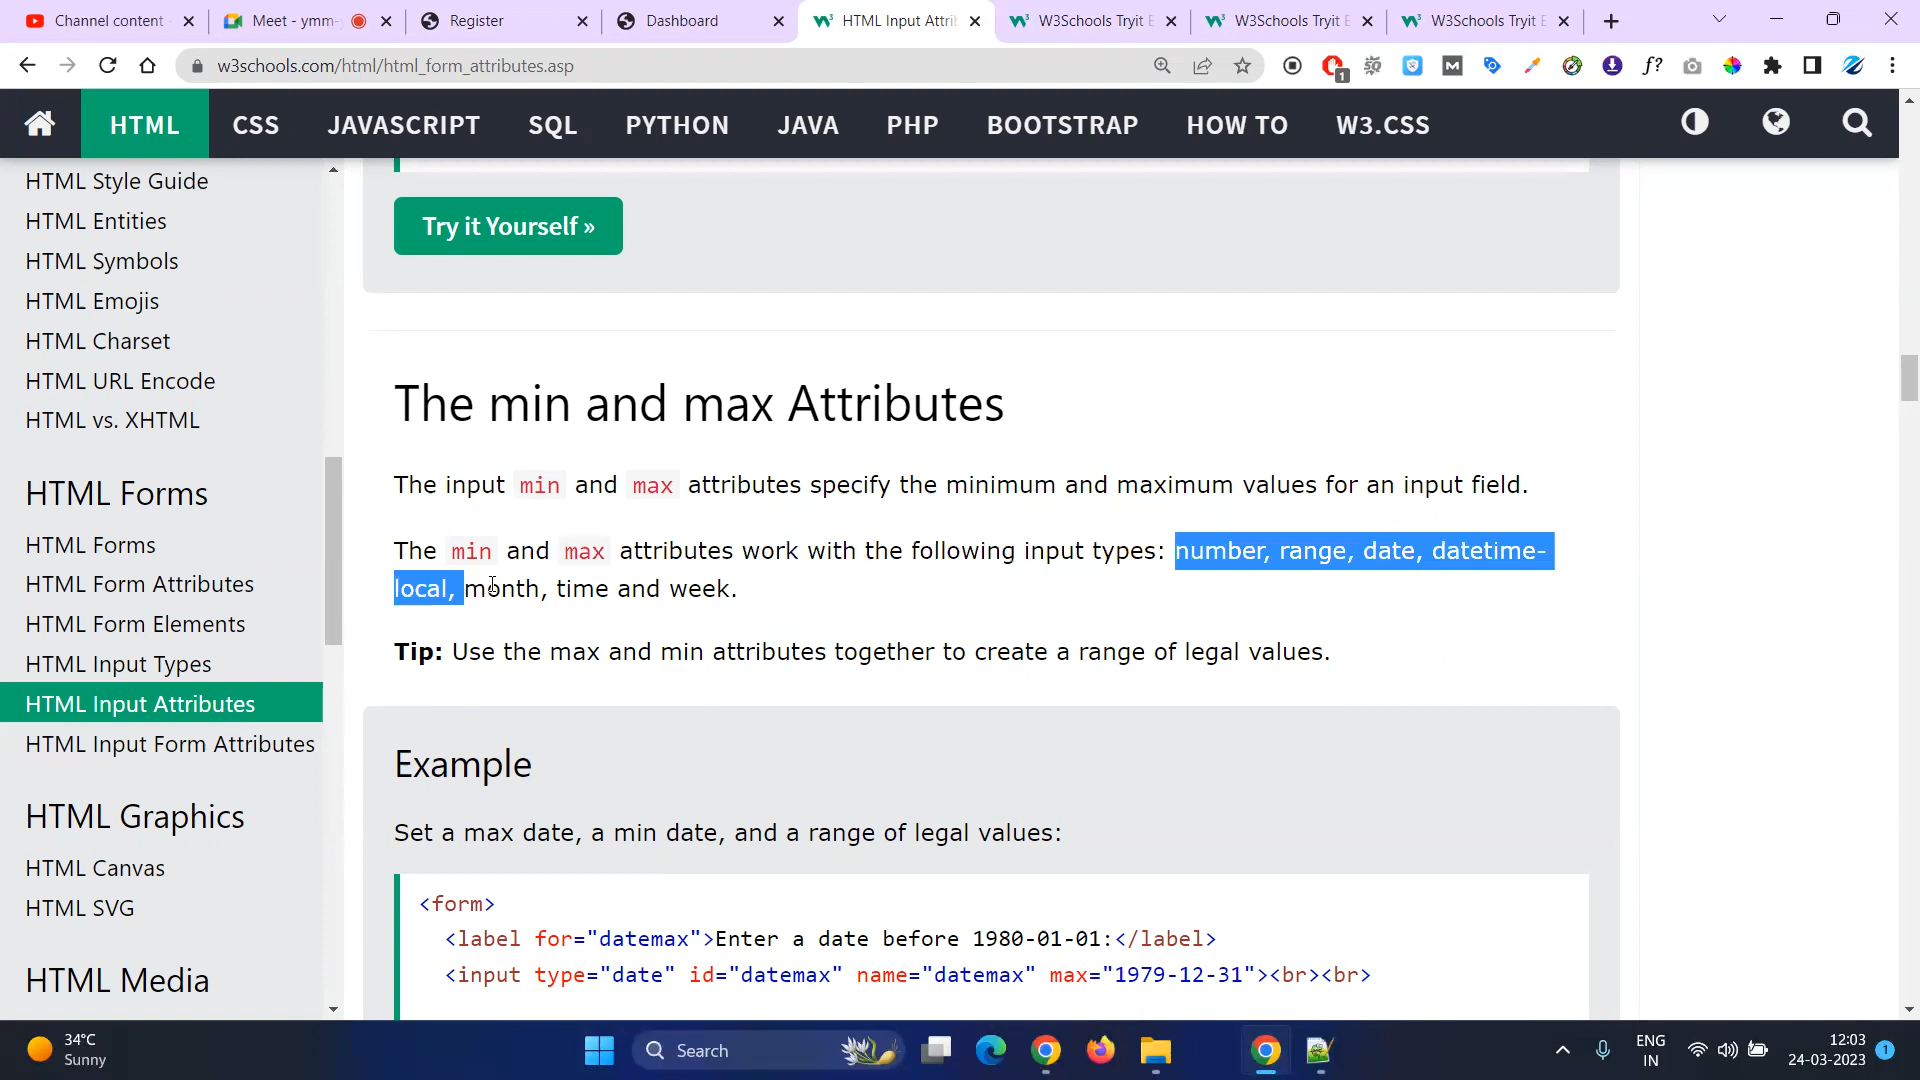 Channel content
Meet - ymm-
Register
Dashboard
HTML Input Attri
W3Schools Tryit E
W3Schools Tryit E
W3Schools Tryit E
w3schools.com/html/html_form_attributes.asp
1
f?
HTML CSS JAVASCRIPT SQL PYTHON JAVA PHP BOOTSTRAP HOW TO W3.CSS
HTML Style Guide
HTML Entities
HTML Symbols
HTML Emojis
HTML Charset
HTML URL Encode
HTML vs. XHTML
HTML Forms
HTML Forms
HTML Form Attributes
HTML Form Elements
HTML Input Types
HTML Input Attributes
HTML Input Form Attributes
HTML Graphics
HTML Canvas
HTML SVG
HTML Media
Try it Yourself »
The min and max Attributes
The input min and max attributes specify the minimum and maximum values for an input field.
The min and max attributes work with the following input types: number, range, date, datetime-
local, month, time and week.
Tip: Use the max and min attributes together to create a range of legal values.
Example
Set a max date, a min date, and a range of legal values:
<form>
<label for="datemax">Enter a date before 1980-01-01:</label>
<input type="date" id="datemax" name="datemax" max="1979-12-31"><br><br>
34°C
Sunny
Search
ENG
IN
12:03
24-03-2023
1